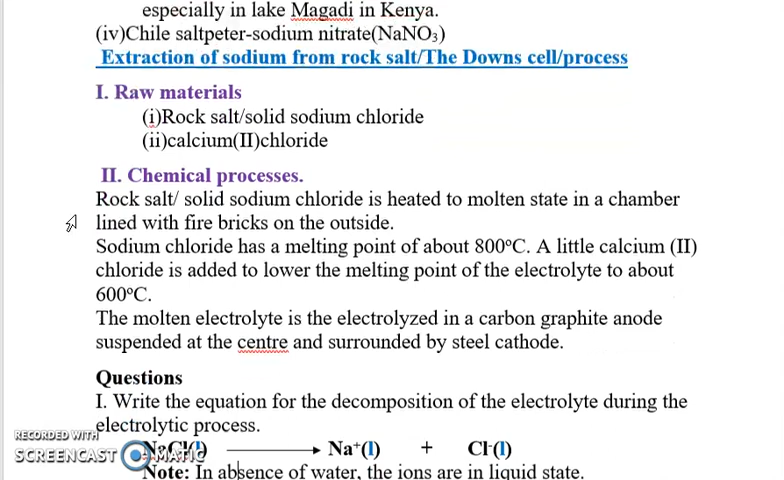 especially in lake Magadi in Kenya.
(iv)Chile saltpeter-sodium nitrate(NaNO₃)
Extraction of sodium from rock salt/The Downs cell/process
I. Raw materials
(i)Rock salt/solid sodium chloride
(ii)calcium(II)chloride
II. Chemical processes.
Rock salt/ solid sodium chloride is heated to molten state in a chamber
lined with fire bricks on the outside.
Sodium chloride has a melting point of about 800°C. A little calcium (II)
chloride is added to lower the melting point of the electrolyte to about
600°C.
The molten electrolyte is the electrolyzed in a carbon graphite anode
suspended at the centre and surrounded by steel cathode.
Questions
I. Write the equation for the decomposition of the electrolyte during the
electrolytic process.
NaCl(l) → Na⁺(l) + Cl⁻(l)
Note: In absence of water, the ions are in liquid state.
RECORDED WITH
SCREENCAST MATIC